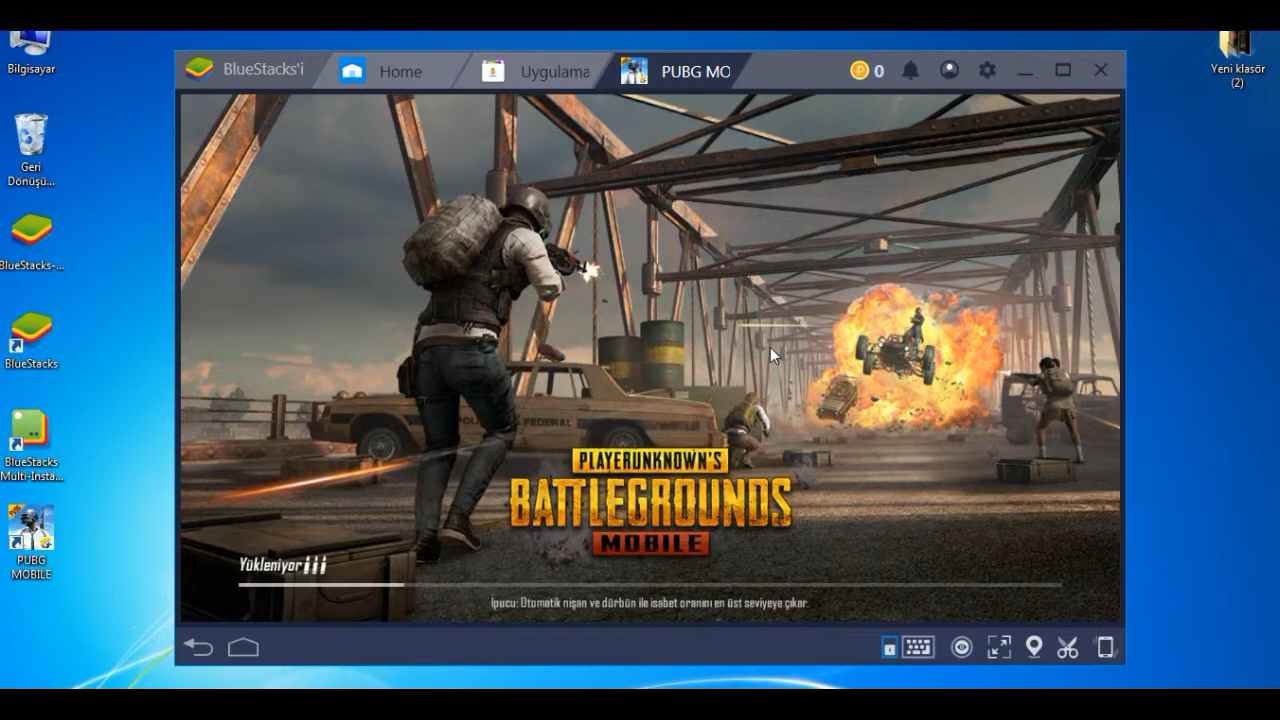 BlueStacks'i
Home
Uygulama
PUBG MO
0
Bilgisayar
Geri
Dönüşü...
BlueStacks-...
BlueStacks
BlueStacks
Multi-Insta...
PUBG
MOBILE
Yeni klasör
(2)
FEDERAL
PLAYERUNKNOWN'S
BATTLEGROUNDS
MOBILE
Yükleniyor
İpucu: Otomatik nişan ve dürbün ile isabet oranını en üst seviyeye çıkar.